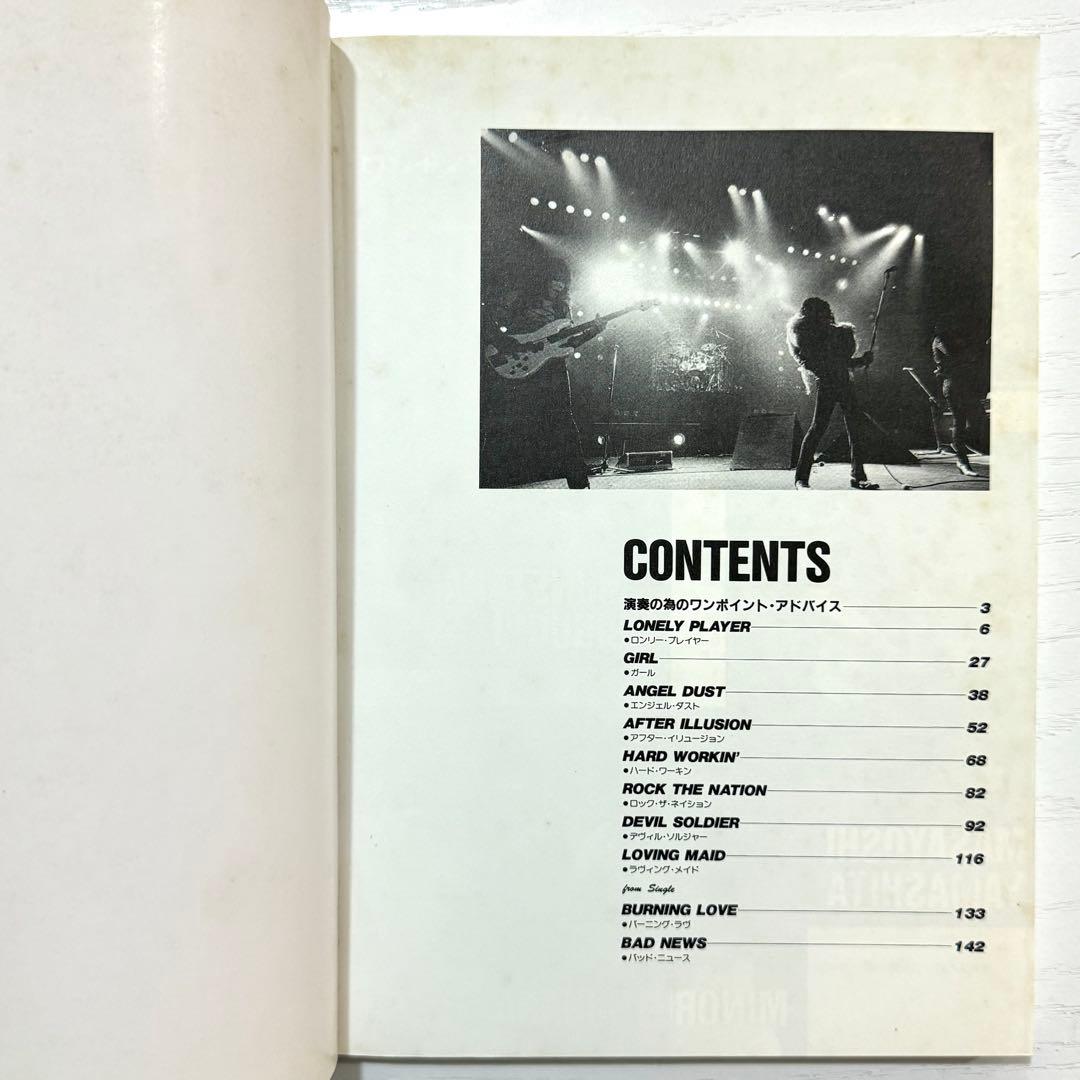 CONTENTS
演奏の為のワンポイント・アドバイス 3
LONELY PLAYER 6
●ロンリー・プレイヤー
GIRL 27
●ガール
ANGEL DUST 38
●エンジェル・ダスト
AFTER ILLUSION 52
●アフター・イリュージョン
HARD WORKIN' 68
●ハード・ワーキン
ROCK THE NATION 82
●ロック・ザ・ネイション
DEVIL SOLDIER 92
●デヴィル・ソルジャー
LOVING MAID 116
●ラヴィング・メイド
from Single
BURNING LOVE 133
●バーニング・ラヴ
BAD NEWS 142
●バッド・ニュース